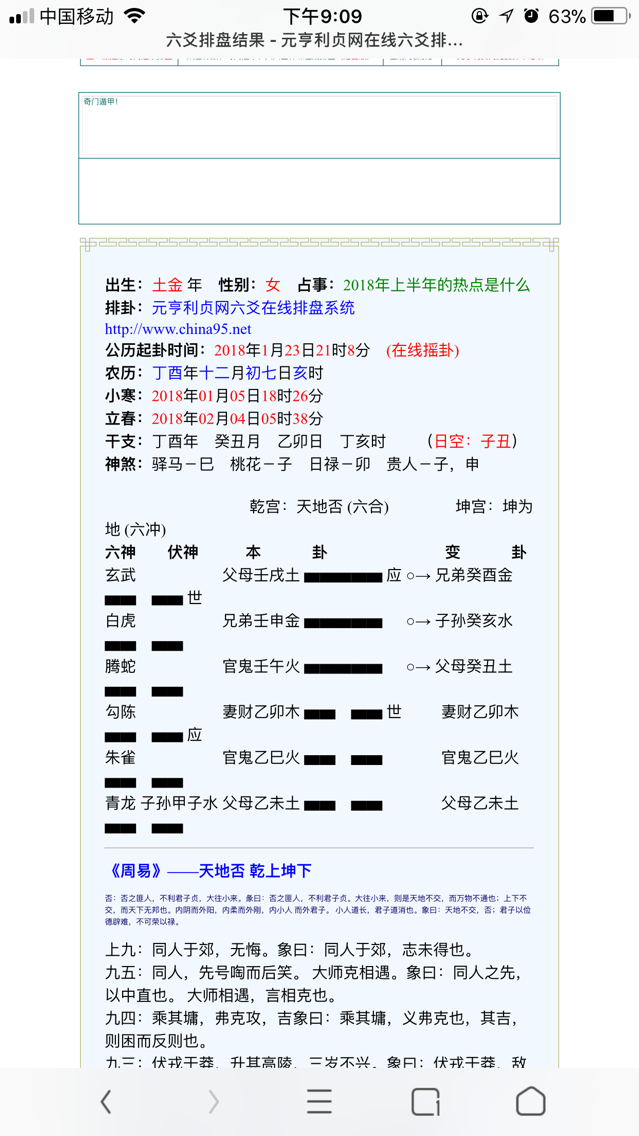 中国移动 下午9:09 63%
六爻排盘结果 - 元亨利贞网在线六爻排...
奇门遁甲！
出生：土金 年 性别：女 占事：2018年上半年的热点是什么
排卦：元亨利贞网六爻在线排盘系统
http://www.china95.net
公历起卦时间：2018年1月23日21时8分 (在线摇卦)
农历：丁酉年十二月初七日亥时
小寒：2018年01月05日18时26分
立春：2018年02月04日05时38分
干支：丁酉年 癸丑月 乙卯日 丁亥时 （日空：子丑）
神煞：驿马－巳 桃花－子 日禄－卯 贵人－子，申
乾宫：天地否 (六合) 坤宫：坤为
地 (六冲)
六神 伏神 本 卦 变 卦
玄武 父母壬戌土 应 ○→ 兄弟癸酉金
世
白虎 兄弟壬申金 ○→ 子孙癸亥水
腾蛇 官鬼壬午火 ○→ 父母癸丑土
勾陈 妻财乙卯木 世 妻财乙卯木
应
朱雀 官鬼乙巳火 官鬼乙巳火
青龙 子孙甲子水 父母乙未土 父母乙未土
《周易》——天地否 乾上坤下
否：否之匪人，不利君子贞，大往小来。彖曰：否之匪人，不利君子贞。大往小来，则是天地不交，而万物不通也；上下不
交，而天下无邦也。内阴而外阳，内柔而外刚，内小人 而外君子。 小人道长，君子道消也。象曰：天地不交，否；君子以俭
德辟难，不可荣以禄。
上九：同人于郊，无悔。象曰：同人于郊，志未得也。
九五：同人，先号啕而后笑。 大师克相遇。象曰：同人之先，
以中直也。 大师相遇，言相克也。
九四：乘其墉，弗克攻，吉象曰：乘其墉，义弗克也，其吉，
则困而反则也。
九三：伏戎于莽，升其高陵，三岁不兴。象曰：伏戎于莽，敌